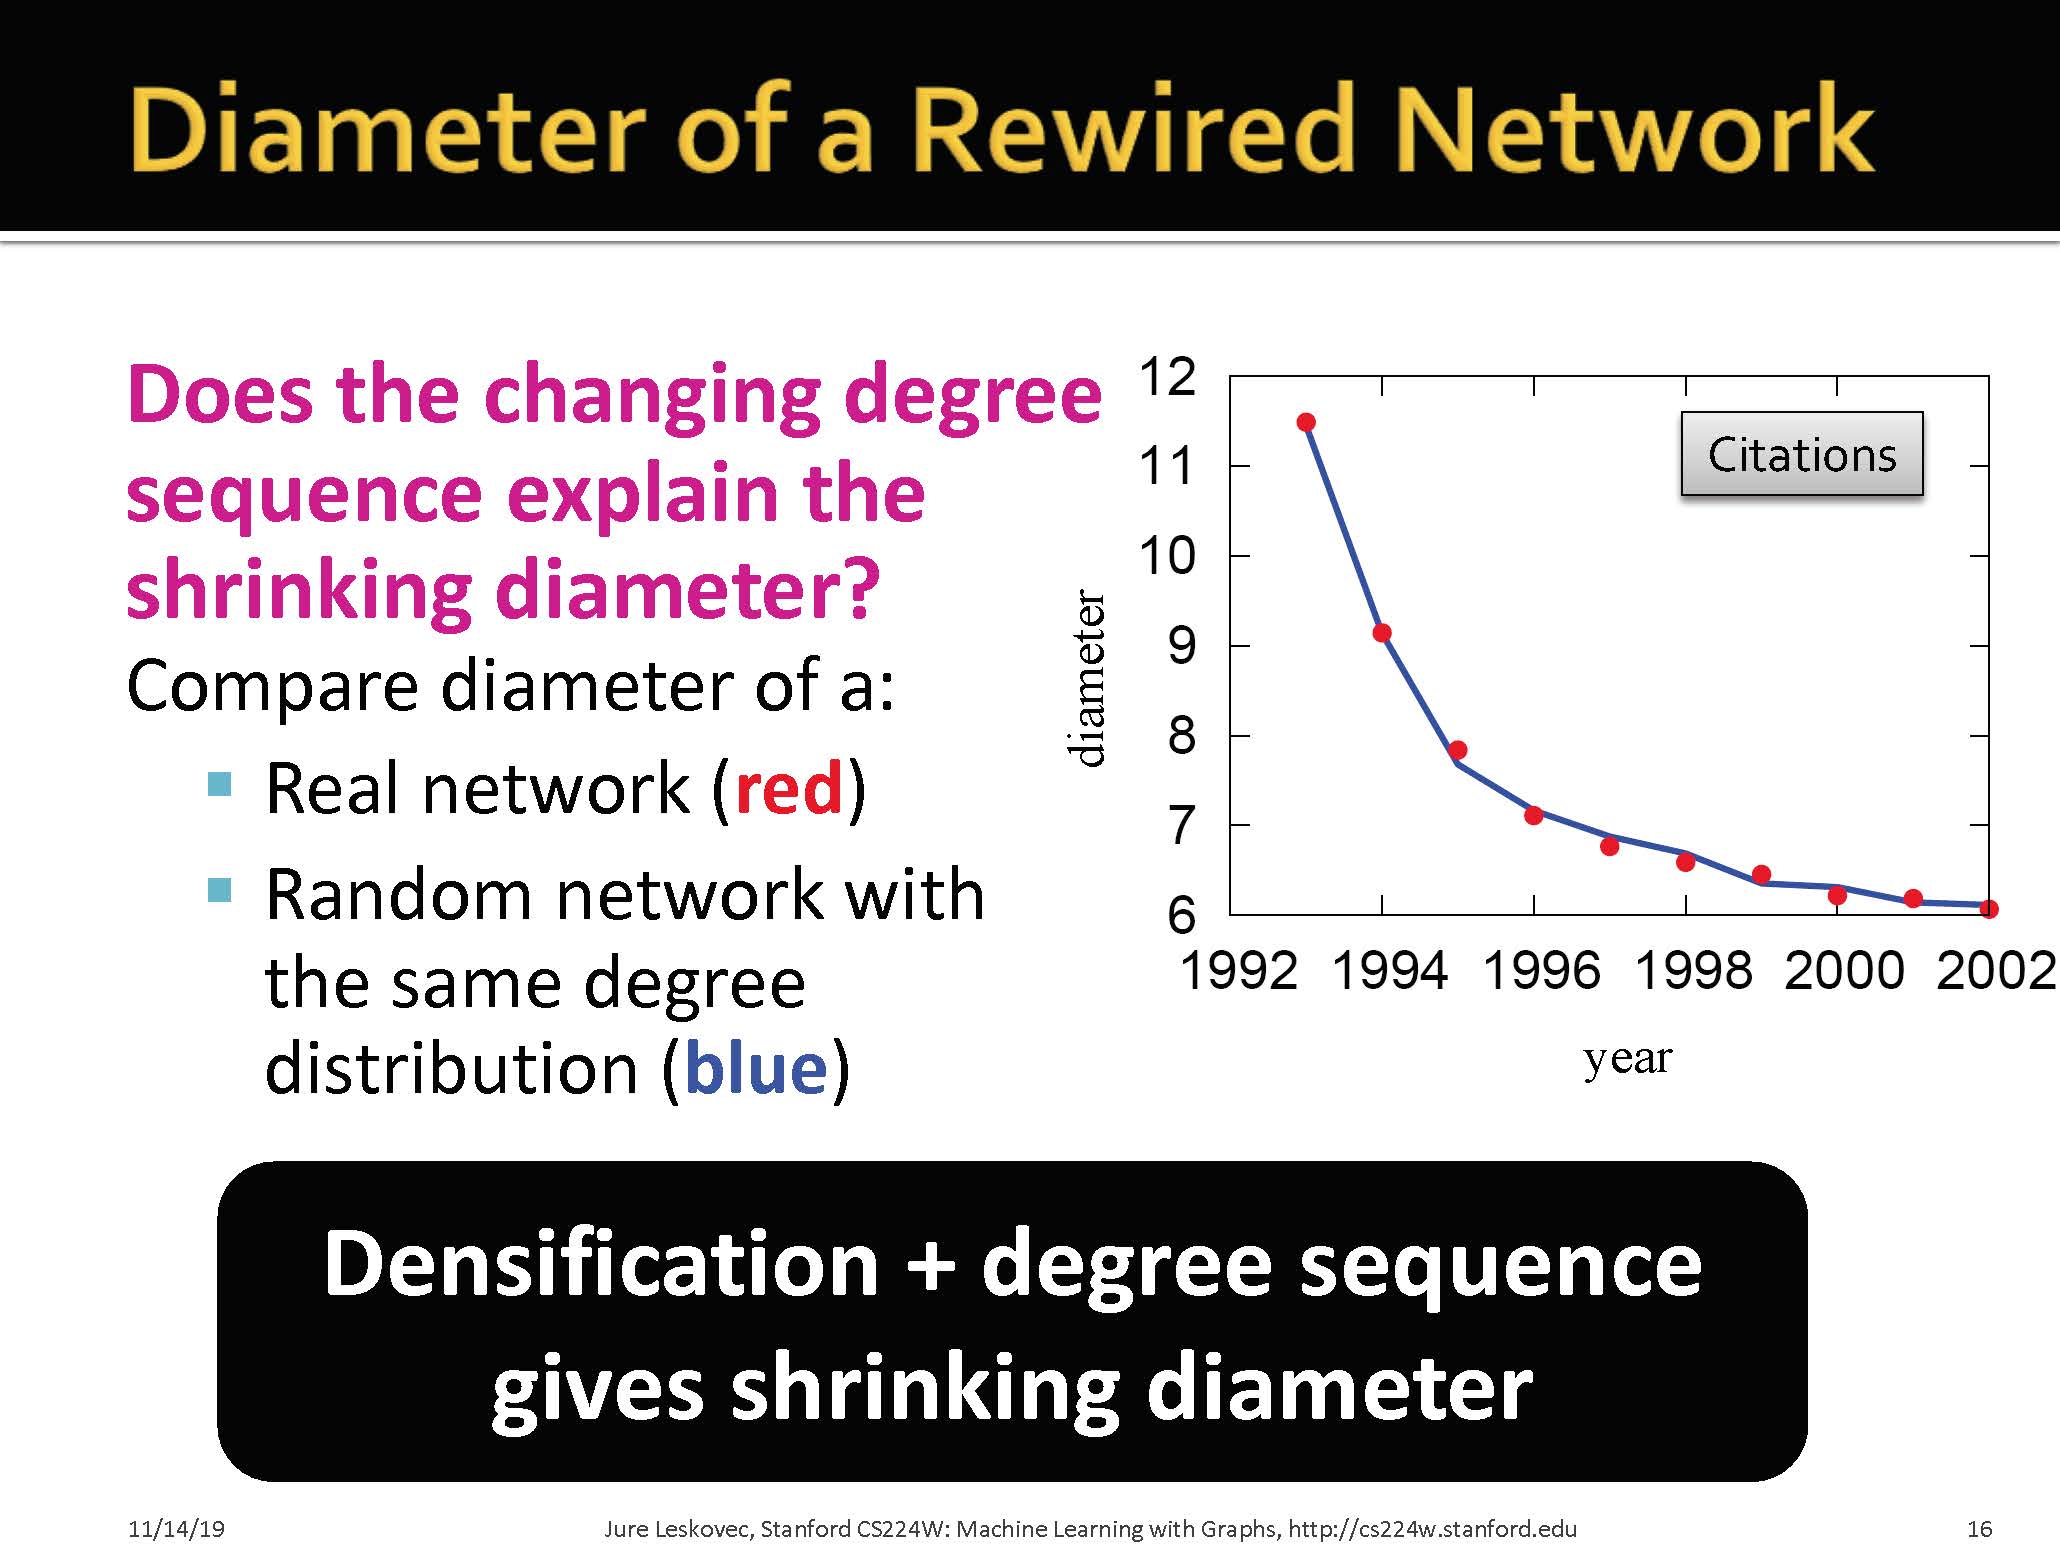 Diameter of a Rewired Network
Does the changing degree
sequence explain the
shrinking diameter?
Compare diameter of a:
Real network (red)
Random network with
the same degree
distribution (blue)
12
11
10
9
8
7
6
diameter
Citations
1992 1994 1996 1998 2000 2002
year
Densification + degree sequence
gives shrinking diameter
11/14/19
Jure Leskovec, Stanford CS224W: Machine Learning with Graphs, http://cs224w.stanford.edu
16